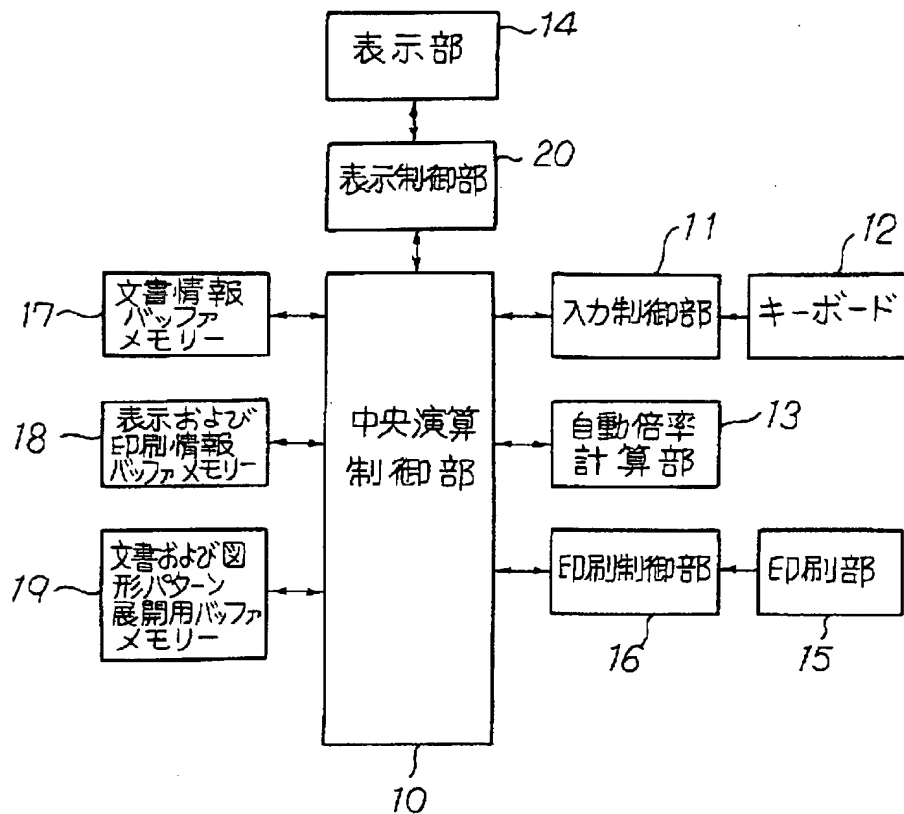 表示部
14
表示制御部
20
文書情報
バッファ
メモリー
17
表示および
印刷情報
バッファメモリー
18
文書および図
形パターン
展開用バッファ
メモリー
19
中央演算
制御部
10
入力制御部
11
キーボード
12
自動倍率
計算部
13
印刷制御部
16
印刷部
15